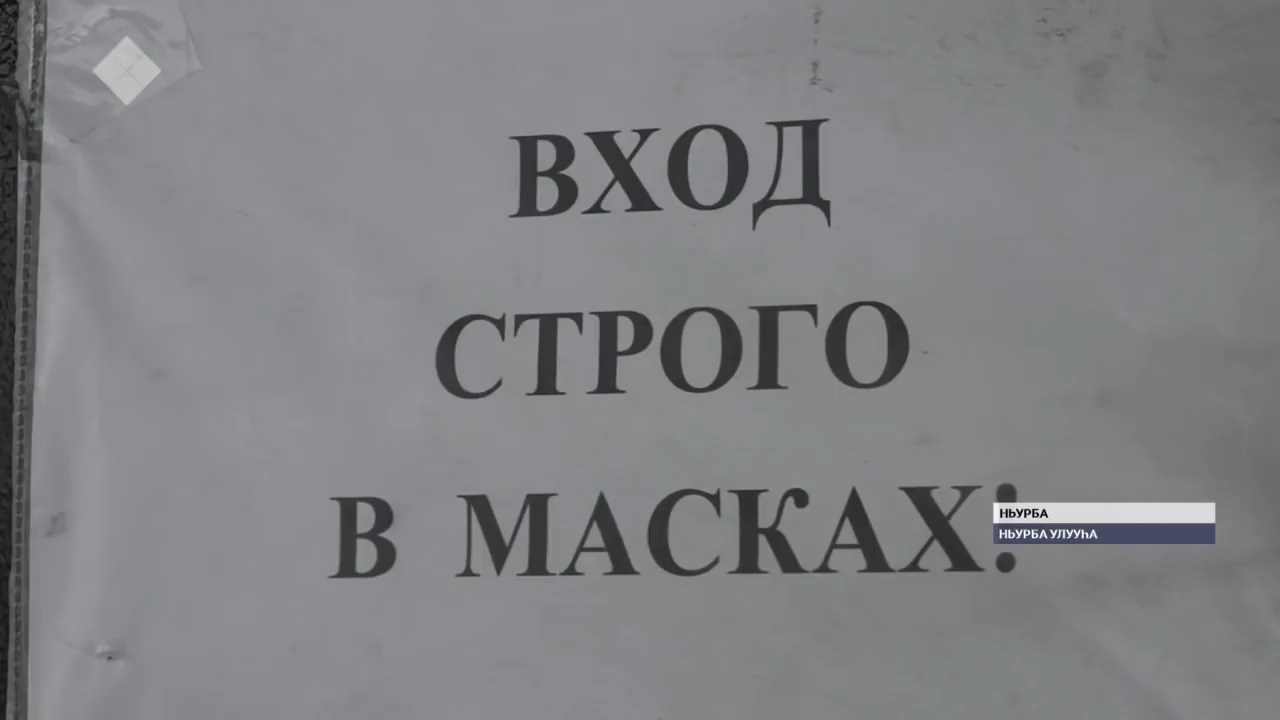 ВХОД
СТРОГО
В МАСКАХ!
НЬУРБА
НЬУРБА УЛУУҺА